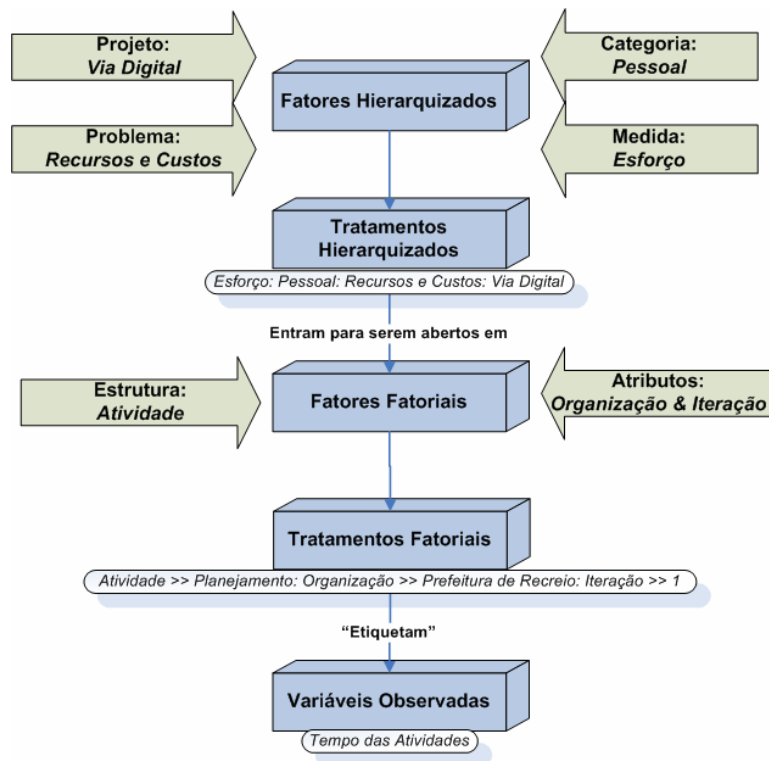 Projeto:
Via Digital
Categoria:
Pessoal
Fatores Hierarquizados
Problema:
Recursos e Custos
Medida:
Esforço
Tratamentos
Hierarquizados
Esforço: Pessoal: Recursos e Custos: Via Digital
Entram para serem abertos em
Estrutura:
Atividade
Fatores Fatoriais
Atributos:
Organização & Iteração
Tratamentos Fatoriais
Atividade >> Planejamento: Organização >> Prefeitura de Recreio: Iteração >> 1
“Etiquetam”
Variáveis Observadas
Tempo das Atividades